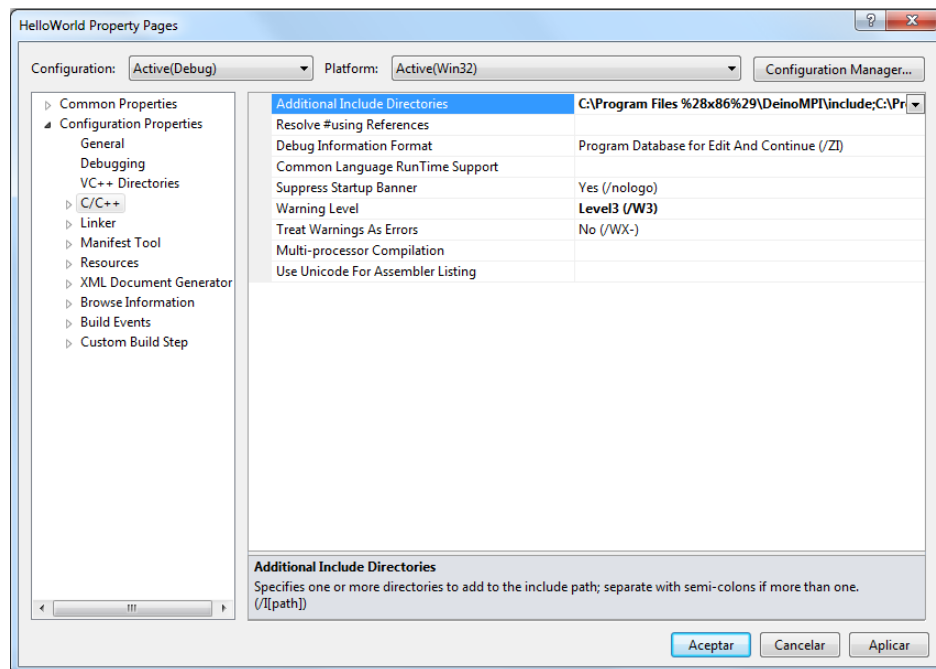 HelloWorld Property Pages
Configuration: Active(Debug) Platform: Active(Win32) Configuration Manager...
Common Properties
Configuration Properties
General
Debugging
VC++ Directories
C/C++
Linker
Manifest Tool
Resources
XML Document Generator
Browse Information
Build Events
Custom Build Step
Additional Include Directories C:\Program Files %28x86%29\DeinoMPI\include;C:\Pr
Resolve #using References
Debug Information Format Program Database for Edit And Continue (/ZI)
Common Language RunTime Support
Suppress Startup Banner Yes (/nologo)
Warning Level Level3 (/W3)
Treat Warnings As Errors No (/WX-)
Multi-processor Compilation
Use Unicode For Assembler Listing
Additional Include Directories
Specifies one or more directories to add to the include path; separate with semi-colons if more than one.
(/I[path])
Aceptar Cancelar Aplicar